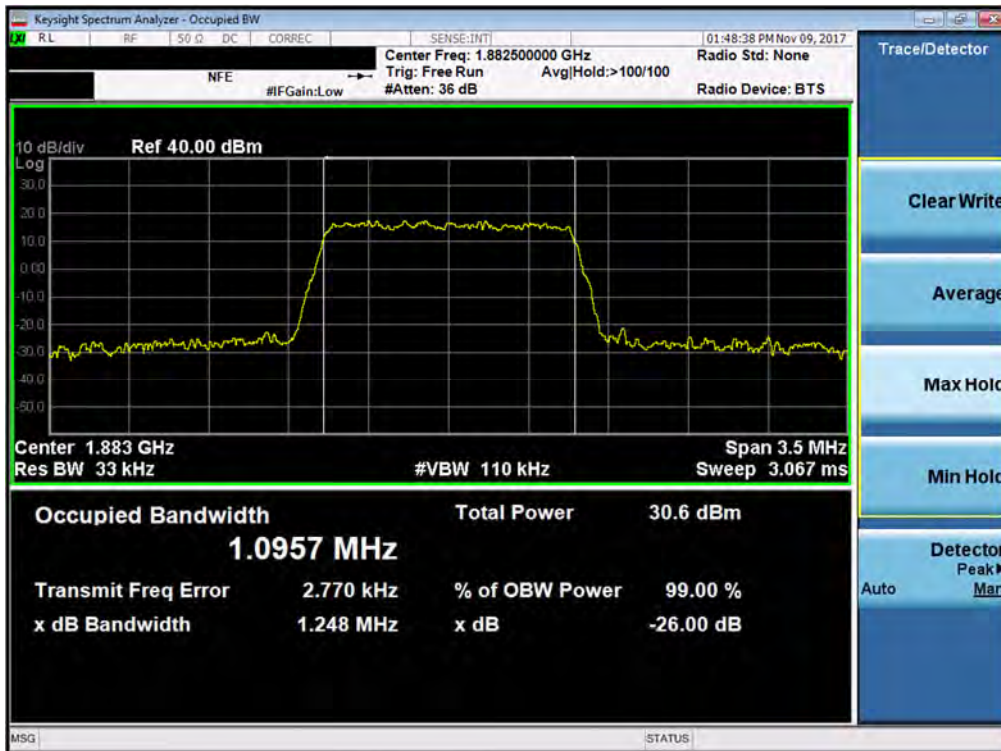 Keysight Spectrum Analyzer - Occupied BW
LXI RL RF 50 Ω DC CORREC SENSE:INT 01:48:38 PM Nov 09, 2017
Center Freq: 1.882500000 GHz Radio Std: None
NFE Trig: Free Run Avg|Hold:>100/100
#IFGain:Low #Atten: 36 dB Radio Device: BTS
10 dB/div Ref 40.00 dBm
Log
30.0
20.0
10.0
0.00
-10.0
-20.0
-30.0
-40.0
-50.0
Center 1.883 GHz Span 3.5 MHz
Res BW 33 kHz #VBW 110 kHz Sweep 3.067 ms
Occupied Bandwidth Total Power 30.6 dBm
1.0957 MHz
Transmit Freq Error 2.770 kHz % of OBW Power 99.00 %
x dB Bandwidth 1.248 MHz x dB -26.00 dB
MSG STATUS
Trace/Detector
Clear Write
Average
Max Hold
Min Hold
Detector
Peak
Auto Man